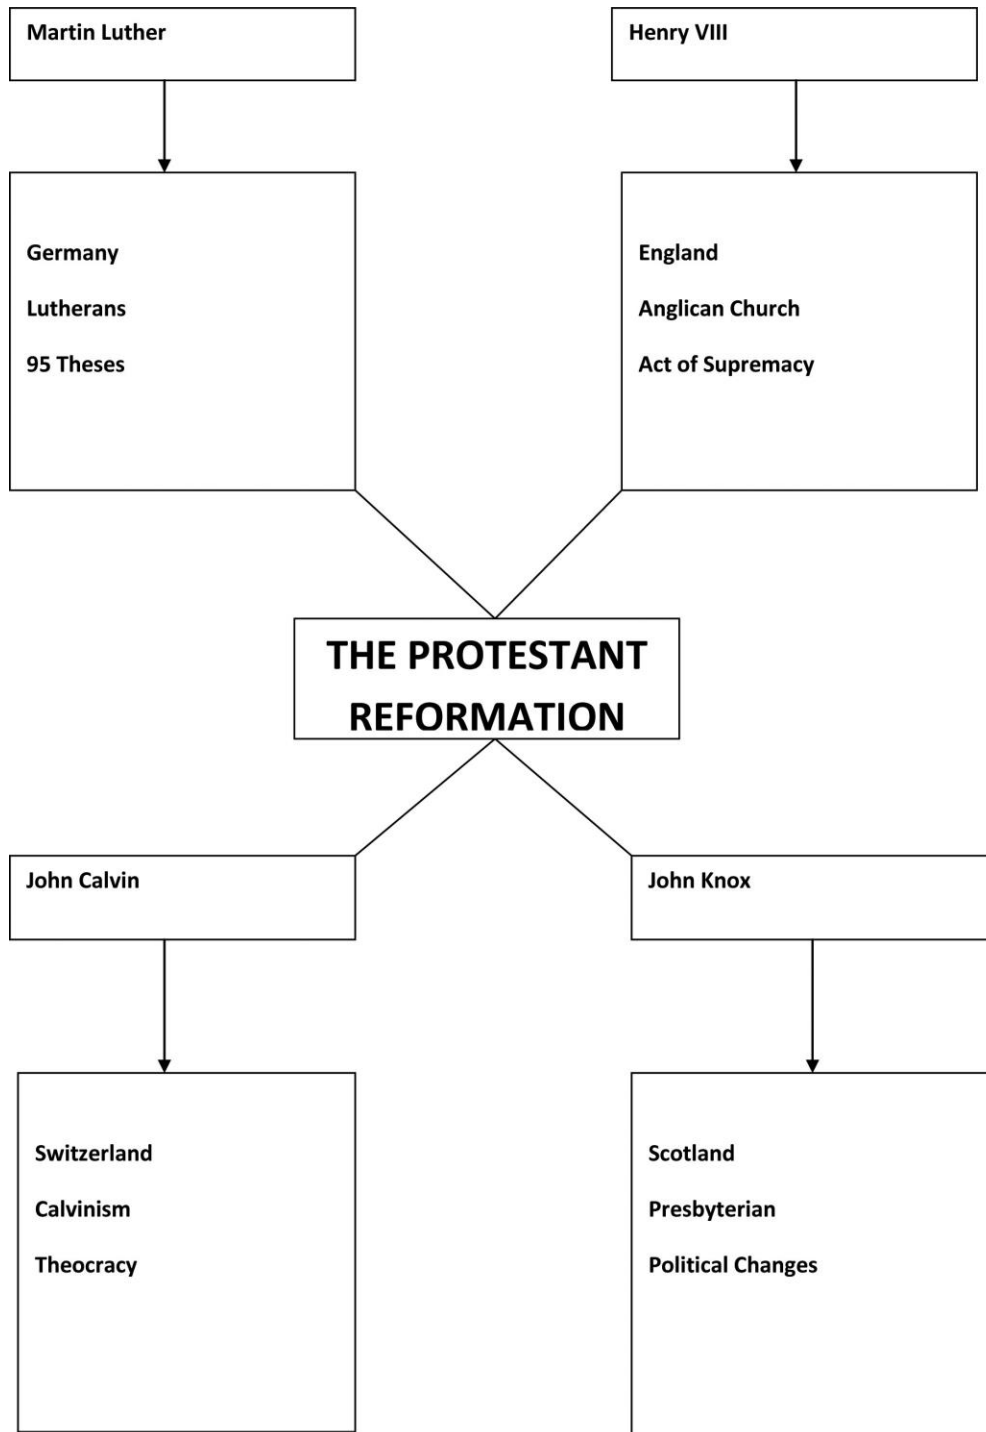 Martin Luther
Henry VIII
Germany
Lutherans
95 Theses
England
Anglican Church
Act of Supremacy
THE PROTESTANT
REFORMATION
John Calvin
John Knox
Switzerland
Calvinism
Theocracy
Scotland
Presbyterian
Political Changes